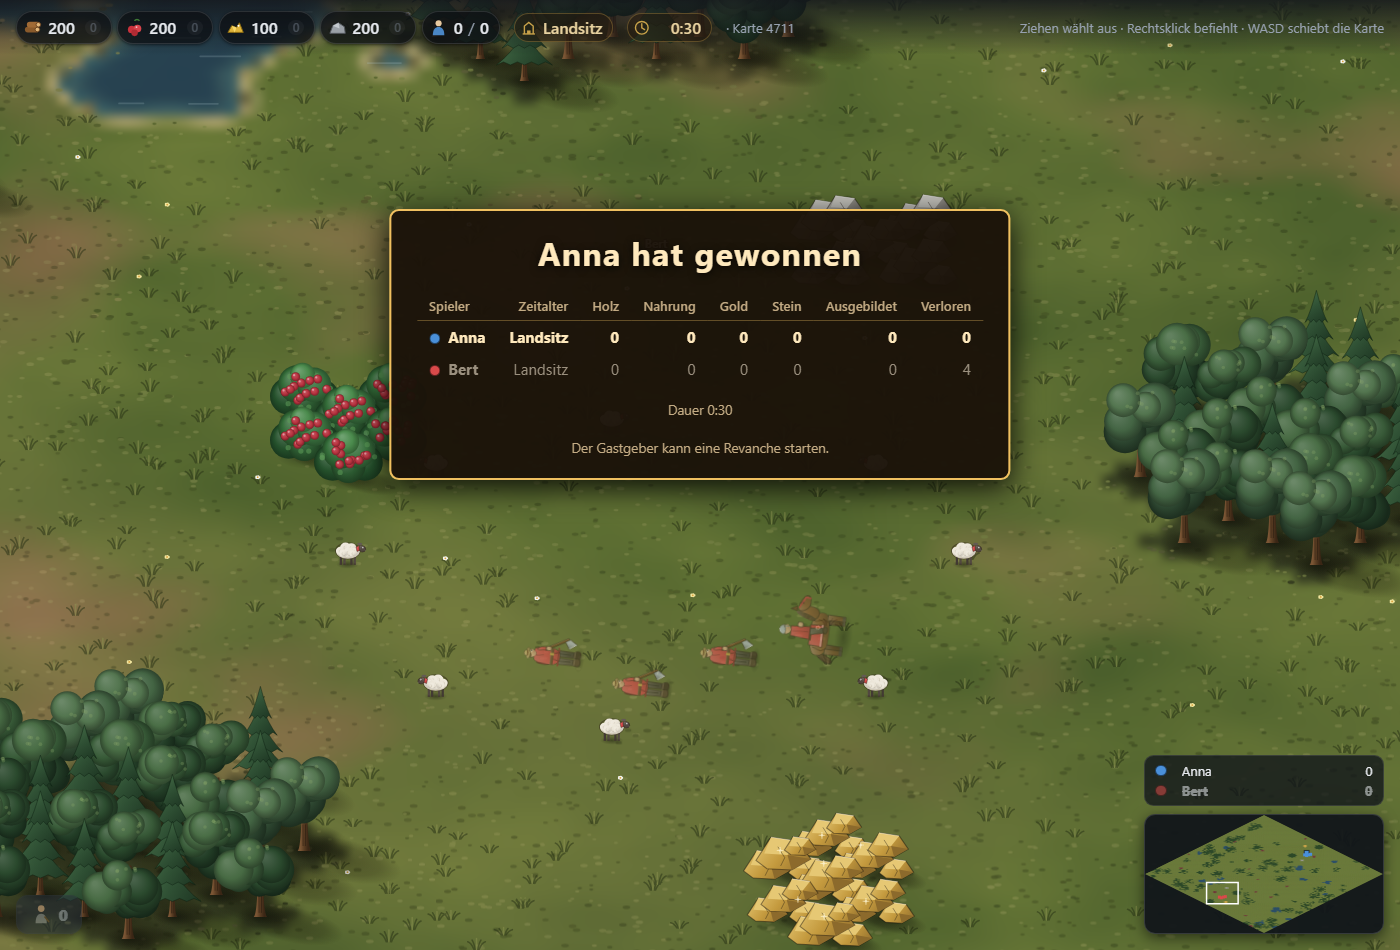 200 0 200 0 100 0 200 0 0 / 0 Landsitz 0:30 · Karte 4711 Ziehen wählt aus · Rechtsklick befiehlt · WASD schiebt die Karte
Anna hat gewonnen
Spieler Zeitalter Holz Nahrung Gold Stein Ausgebildet Verloren
Anna Landsitz 0 0 0 0 0 0
Bert Landsitz 0 0 0 0 0 4
Dauer 0:30
Der Gastgeber kann eine Revanche starten.
Anna 0
Bert 0
0